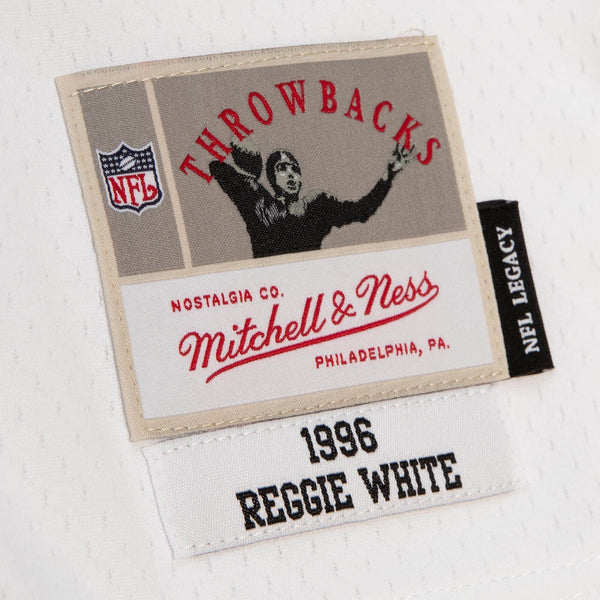 THROWBACKS
NFL
NOSTALGIA CO.
Mitchell & Ness
PHILADELPHIA, PA.
NFL LEGACY
1996
REGGIE WHITE